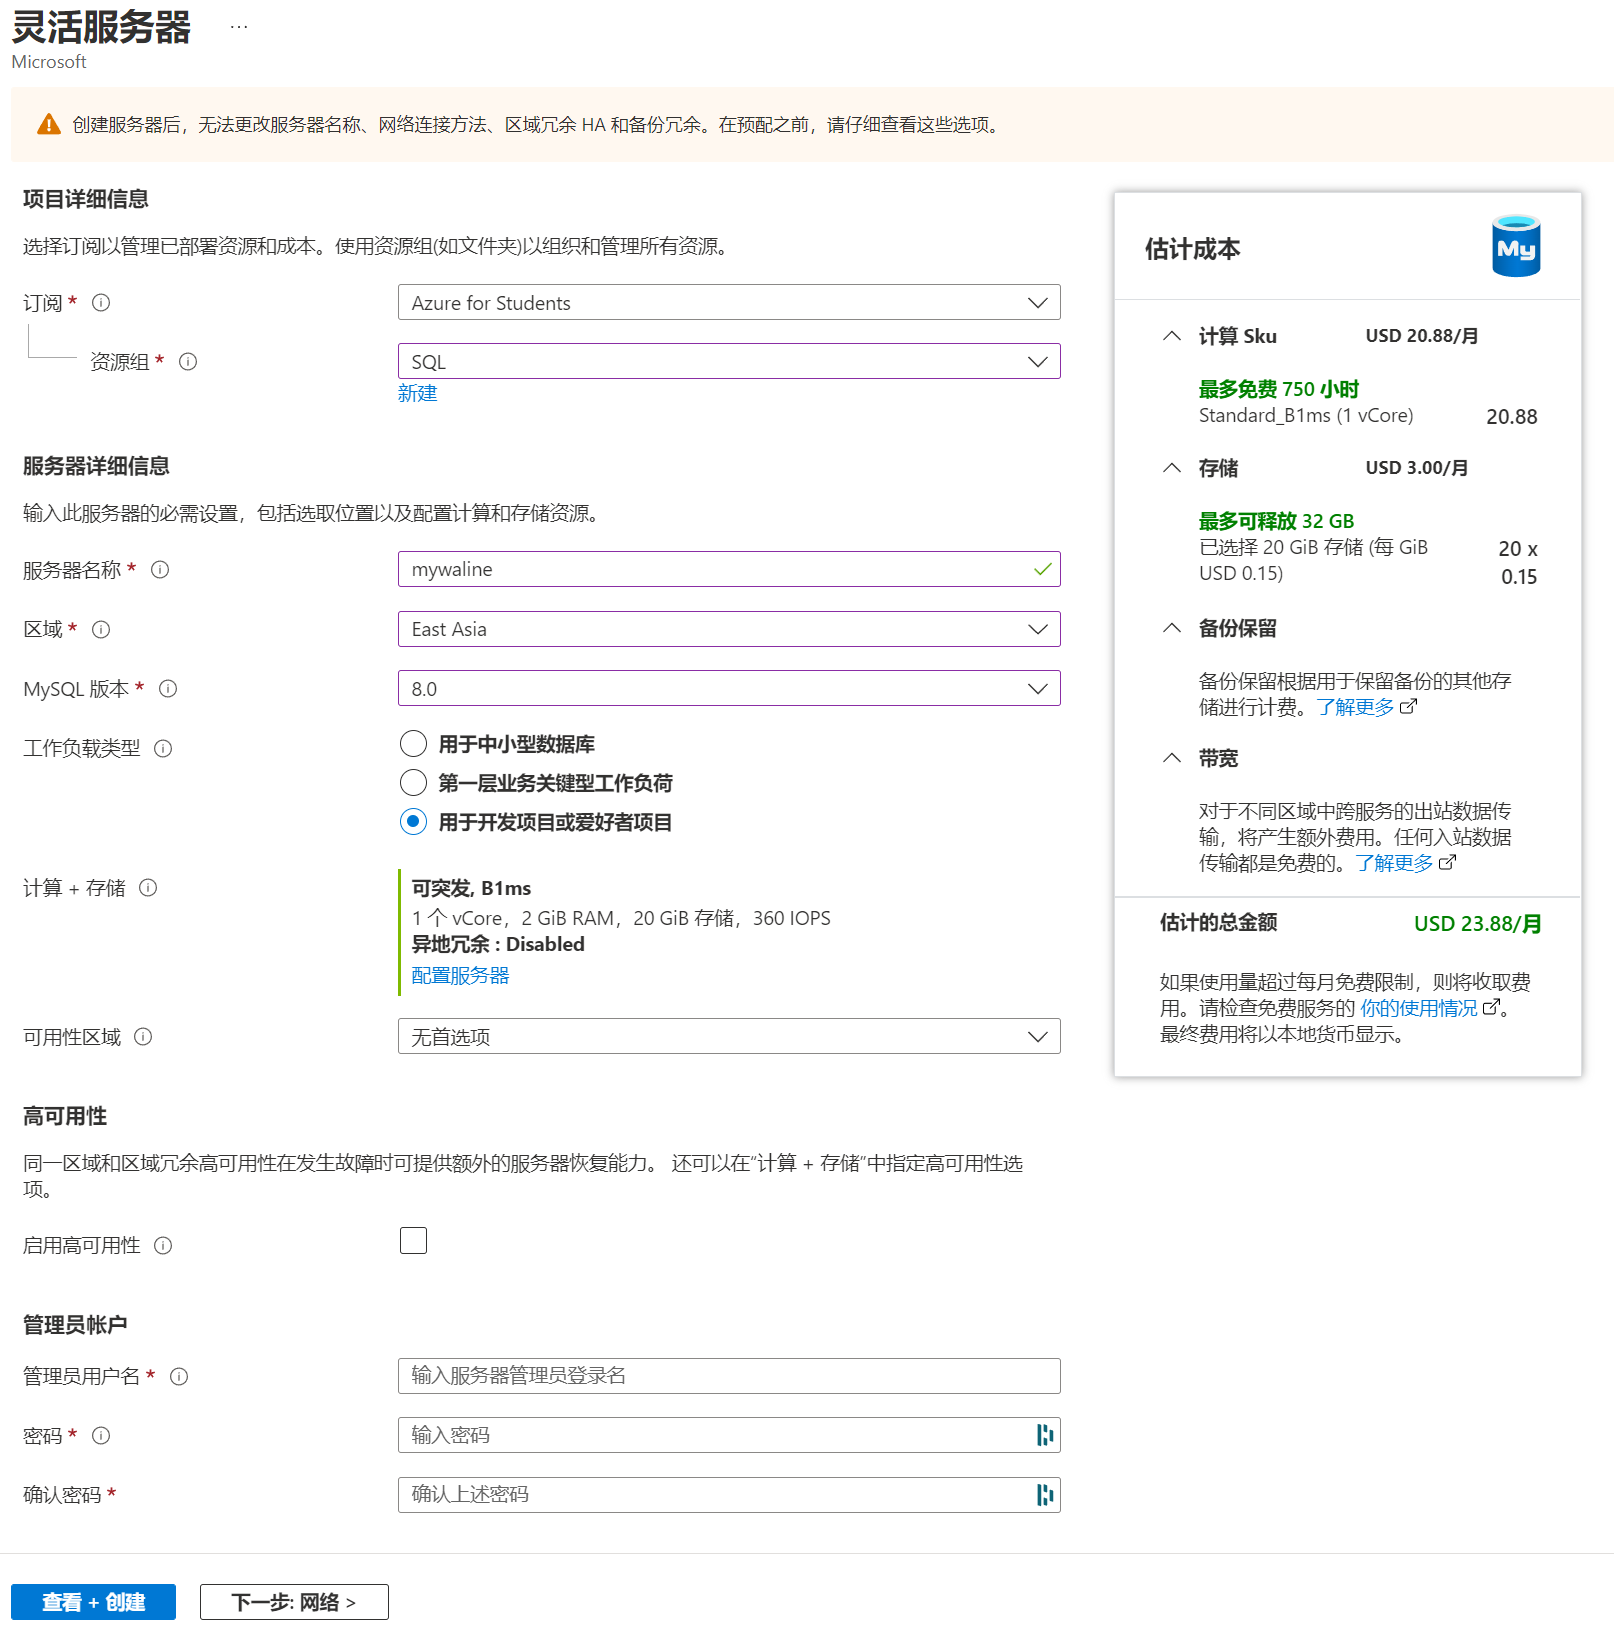 灵活服务器 ...
Microsoft
创建服务器后，无法更改服务器名称、网络连接方法、区域冗余 HA 和备份冗余。在预配之前，请仔细查看这些选项。
项目详细信息
选择订阅以管理已部署资源和成本。使用资源组(如文件夹)以组织和管理所有资源。
订阅 *
Azure for Students
资源组 *
SQL
新建
服务器详细信息
输入此服务器的必需设置，包括选取位置以及配置计算和存储资源。
服务器名称 *
mywaline
区域 *
East Asia
MySQL 版本 *
8.0
工作负载类型
用于中小型数据库
第一层业务关键型工作负荷
用于开发项目或爱好者项目
计算 + 存储
可突发, B1ms
1 个 vCore，2 GiB RAM，20 GiB 存储，360 IOPS
异地冗余 : Disabled
配置服务器
可用性区域
无首选项
高可用性
同一区域和区域冗余高可用性在发生故障时可提供额外的服务器恢复能力。 还可以在“计算 + 存储”中指定高可用性选
项。
启用高可用性
管理员帐户
管理员用户名 *
输入服务器管理员登录名
密码 *
输入密码
确认密码 *
确认上述密码
查看 + 创建
下一步: 网络 >
估计成本
My
计算 Sku
USD 20.88/月
最多免费 750 小时
Standard_B1ms (1 vCore)
20.88
存储
USD 3.00/月
最多可释放 32 GB
已选择 20 GiB 存储 (每 GiB
USD 0.15)
20 x
0.15
备份保留
备份保留根据用于保留备份的其他存
储进行计费。了解更多
带宽
对于不同区域中跨服务的出站数据传
输，将产生额外费用。任何入站数据
传输都是免费的。了解更多
估计的总金额
USD 23.88/月
如果使用量超过每月免费限制，则将收取费
用。请检查免费服务的 你的使用情况。
最终费用将以本地货币显示。